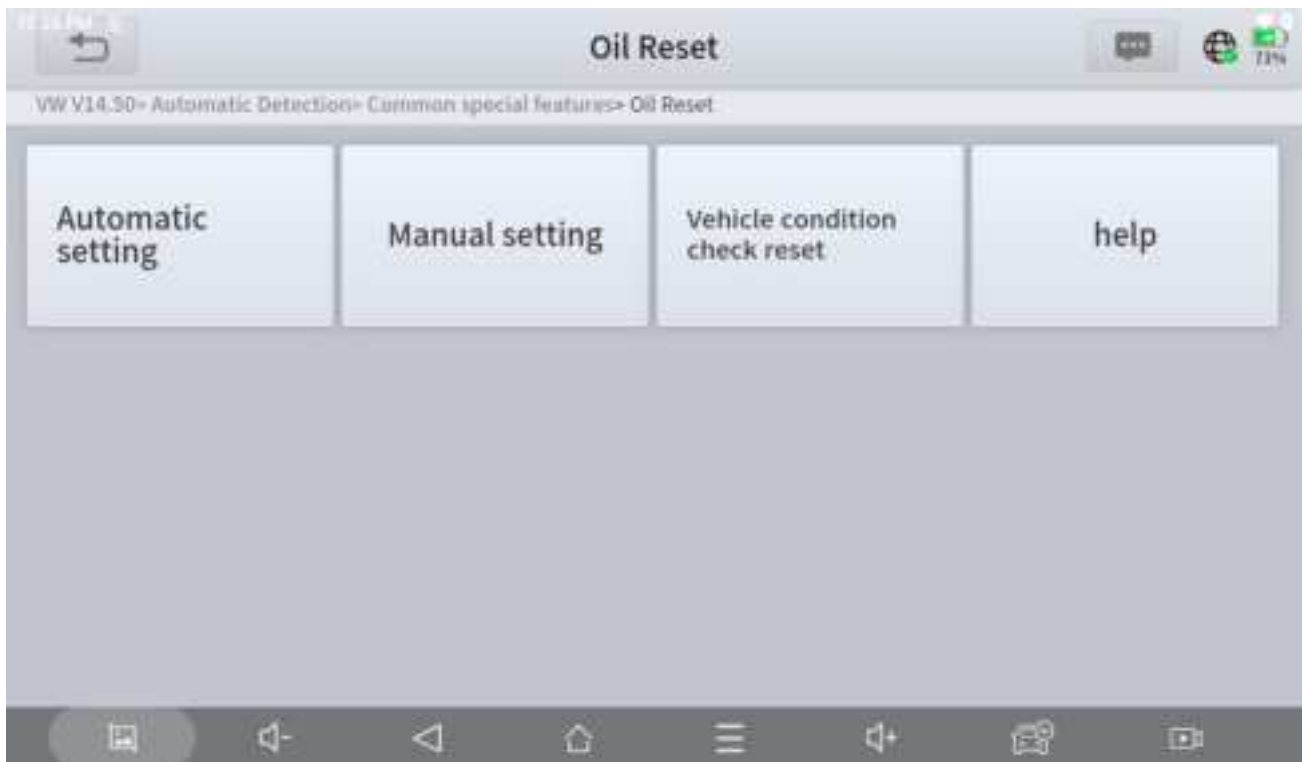 Oil Reset
VW V14.50> Automatic Detection> Common special features> Oil Reset
Automatic
setting
Manual setting
Vehicle condition
check reset
help